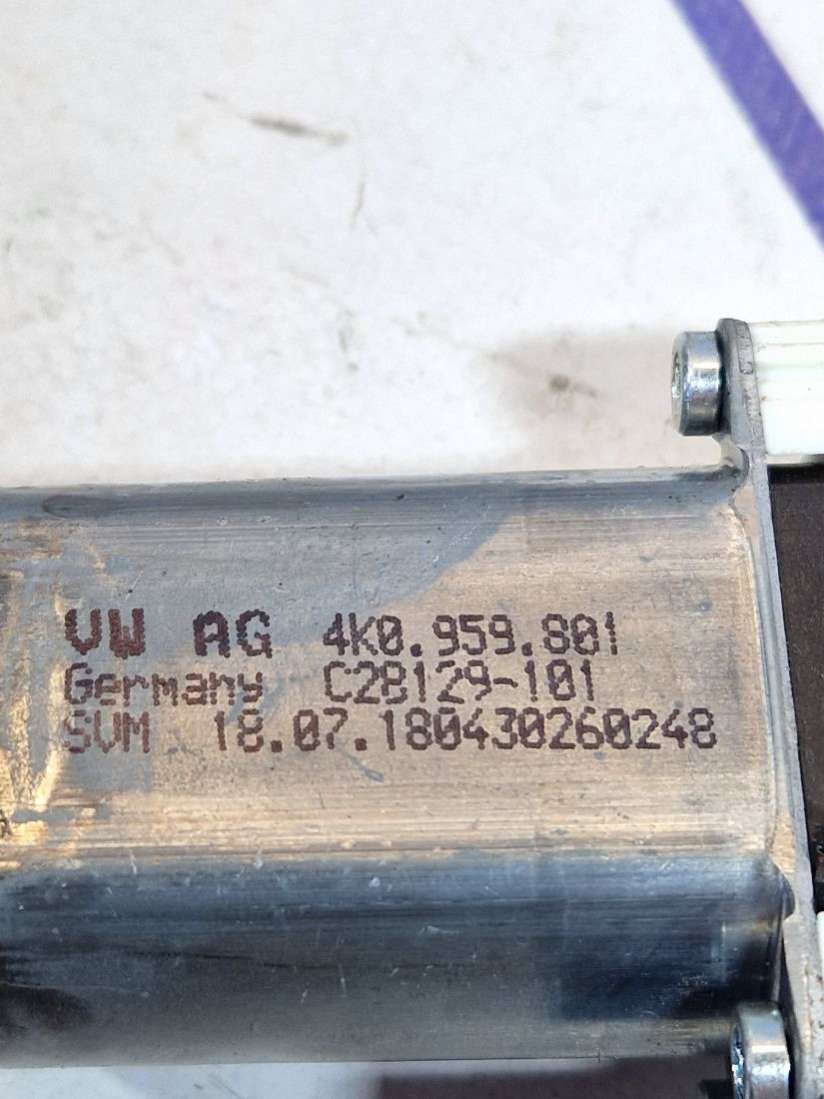 VW AG 4K0.959.801
Germany C28129-101
SVM 18.07.180430260248